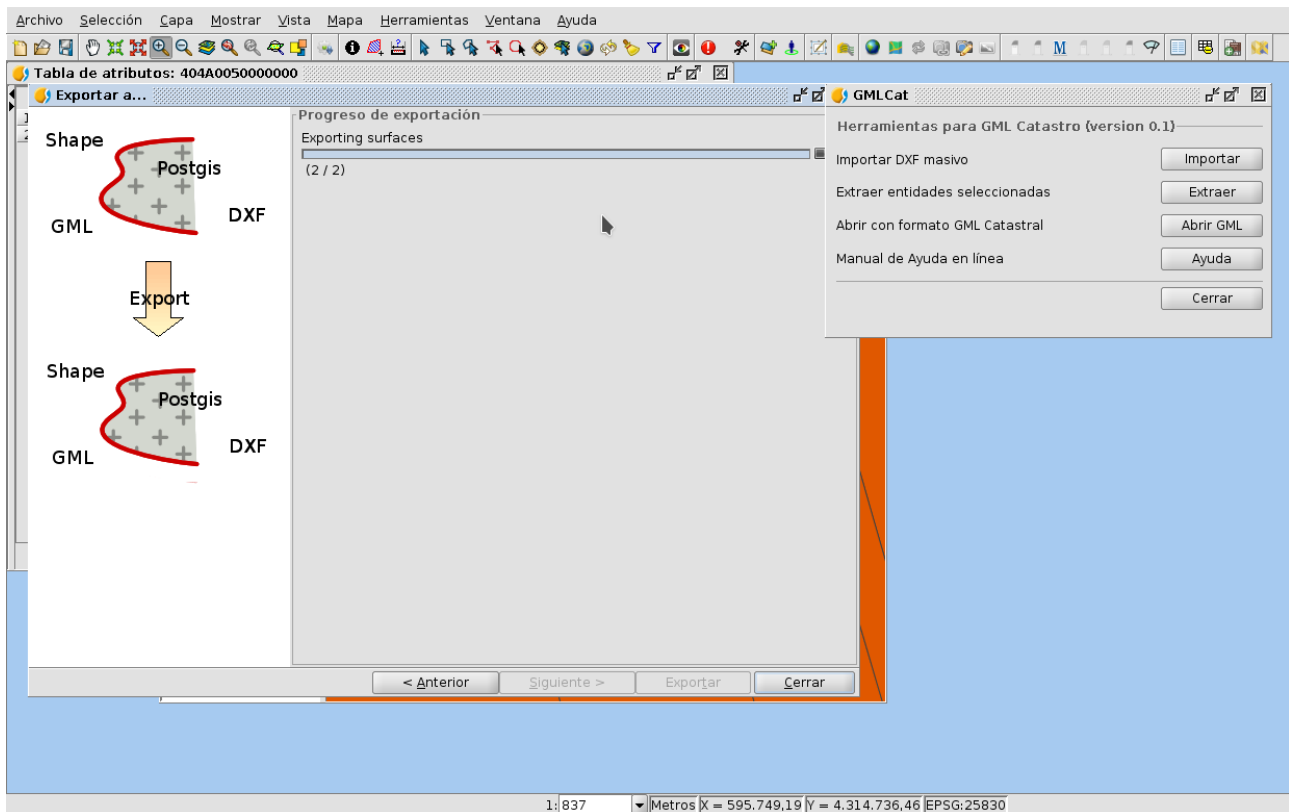 Archivo Selección Capa Mostrar Vista Mapa Herramientas Ventana Ayuda
M
Tabla de atributos: 404A0050000000
Exportar a...
Shape
Postgis
GML
DXF
Export
Shape
Postgis
GML
DXF
Progreso de exportación
Exporting surfaces
(2 / 2)
< Anterior Siguiente > Exportar Cerrar
GMLCat
Herramientas para GML Catastro (version 0.1)
Importar DXF masivo Importar
Extraer entidades seleccionadas Extraer
Abrir con formato GML Catastral Abrir GML
Manual de Ayuda en línea Ayuda
Cerrar
1: 837 Metros X = 595.749,19 Y = 4.314.736,46 EPSG:25830